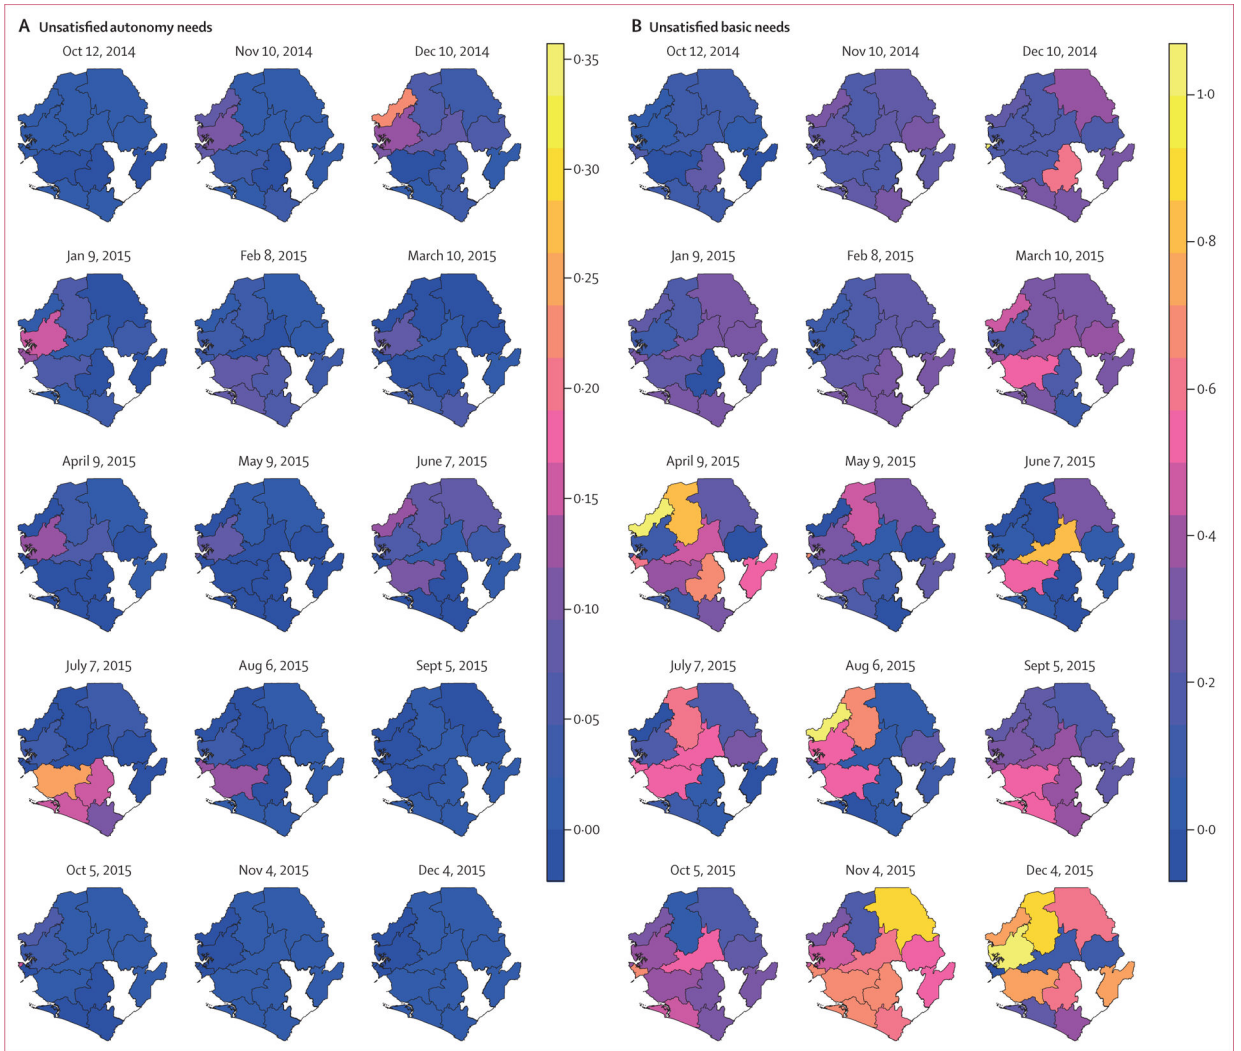 A Unsatisfied autonomy needs
Oct 12, 2014
Nov 10, 2014
Dec 10, 2014
Jan 9, 2015
Feb 8, 2015
March 10, 2015
April 9, 2015
May 9, 2015
June 7, 2015
July 7, 2015
Aug 6, 2015
Sept 5, 2015
Oct 5, 2015
Nov 4, 2015
Dec 4, 2015
0·35
0·30
0·25
0·20
0·15
0·10
0·05
0·00
B Unsatisfied basic needs
Oct 12, 2014
Nov 10, 2014
Dec 10, 2014
Jan 9, 2015
Feb 8, 2015
March 10, 2015
April 9, 2015
May 9, 2015
June 7, 2015
July 7, 2015
Aug 6, 2015
Sept 5, 2015
Oct 5, 2015
Nov 4, 2015
Dec 4, 2015
1·0
0·8
0·6
0·4
0·2
0·0